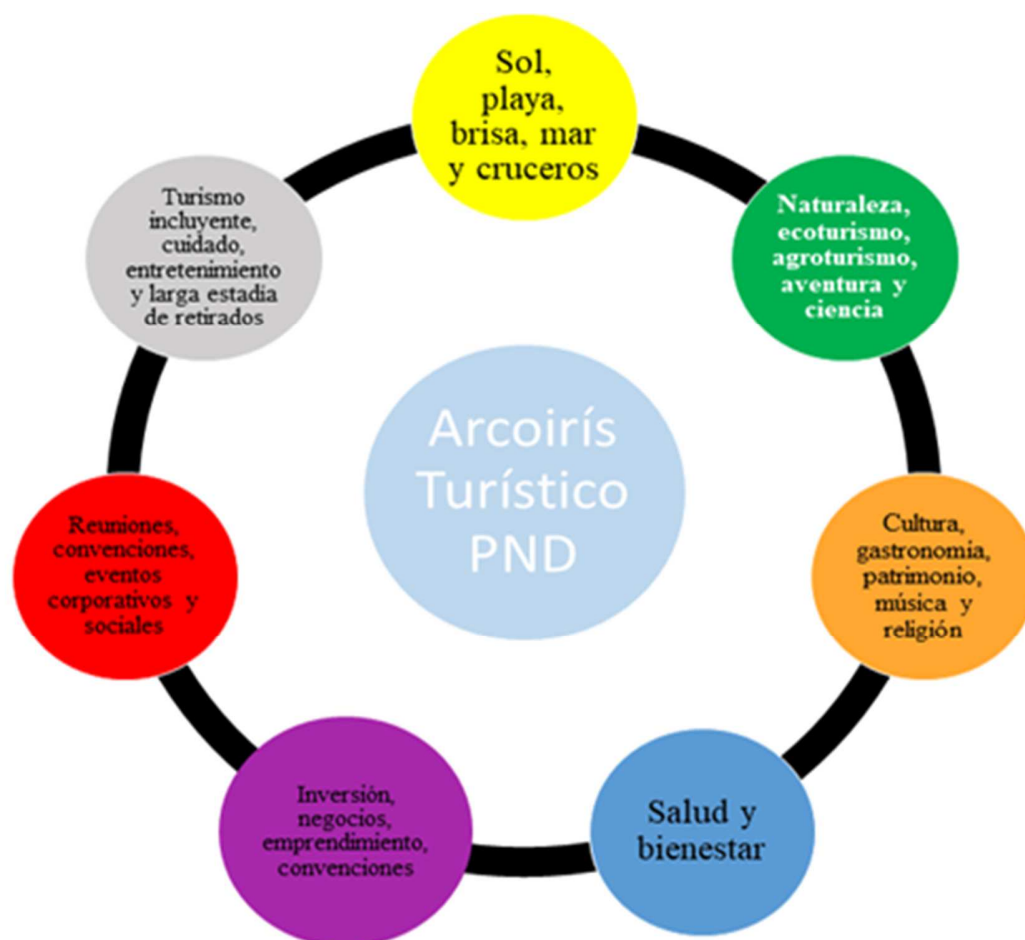 Sol,
playa,
brisa, mar
y cruceros
Naturaleza,
ecoturismo,
agroturismo,
aventura y
ciencia
Cultura,
gastronomia,
patrimonio,
música y
religión
Salud y
bienestar
Inversión,
negocios,
emprendimiento,
convenciones
Reuniones,
convenciones,
eventos
corporativos y
sociales
Turismo
incluyente,
cuidado,
entretenimiento
y larga estadía
de retirados
Arcoirís
Turístico
PND